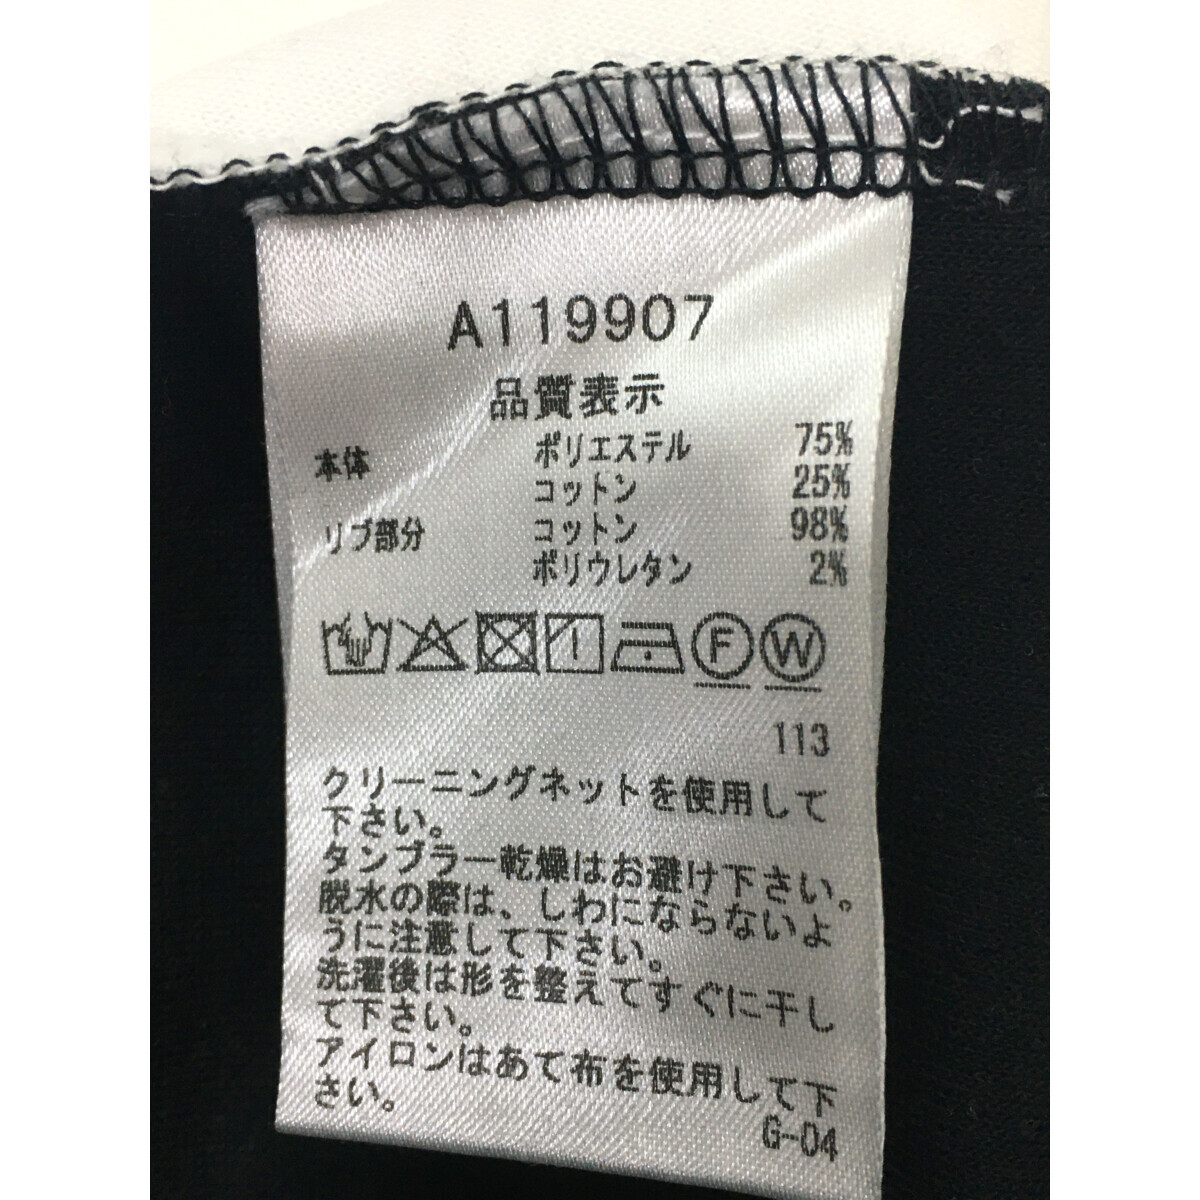 A119907
品質表示
本体 ポリエステル 75%
コットン 25%
リブ部分 コットン 98%
ポリウレタン 2%
F W
113
クリーニングネットを使用して
下さい。
タンブラー乾燥はお避け下さい。
脱水の際は、しわにならないよ
うに注意して下さい。
洗濯後は形を整えてすぐに干し
て下さい。
アイロンはあて布を使用して下
さい。
G-04